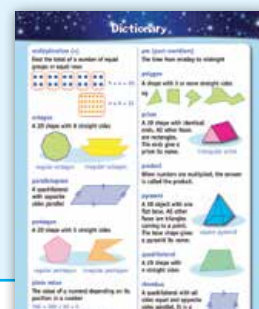 Dictionary
multiplication (×)
Find the total of a number of equal
groups or equal rows
octagon
A 2D shape with 8 straight sides
regular octagon irregular octagon
parallelogram
A quadrilateral
with opposite
sides parallel
pentagon
A 2D shape with 5 straight sides
regular pentagon irregular pentagon
place value
The value of a numeral depending on its
position in a number
pm (post meridiem)
The time from midday to midnight
polygon
A shape with 3 or more straight sides
eg
prism
A 3D shape with identical
ends. All other faces
are rectangles.
The ends give a
prism its name.
triangular prism
product
When numbers are multiplied, the answer
is called the product.
pyramid
A 3D object with one
flat base. All other
faces are triangles
coming to a point.
The base shape gives
a pyramid its name.
square pyramid
quadrilateral
A 2D shape with
4 straight sides
rhombus
A quadrilateral with all
sides equal and opposite
sides parallel. It is a